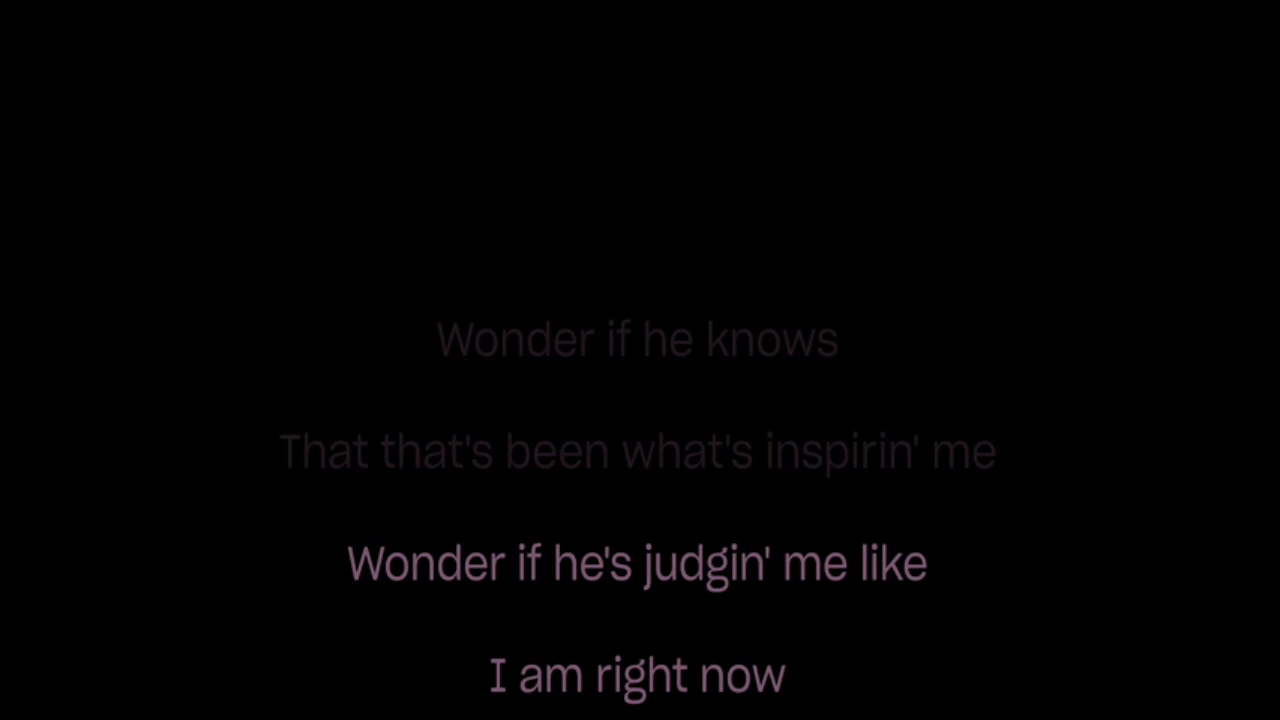 Wonder if he knows
That that's been what's inspirin' me
Wonder if he's judgin' me like
I am right now